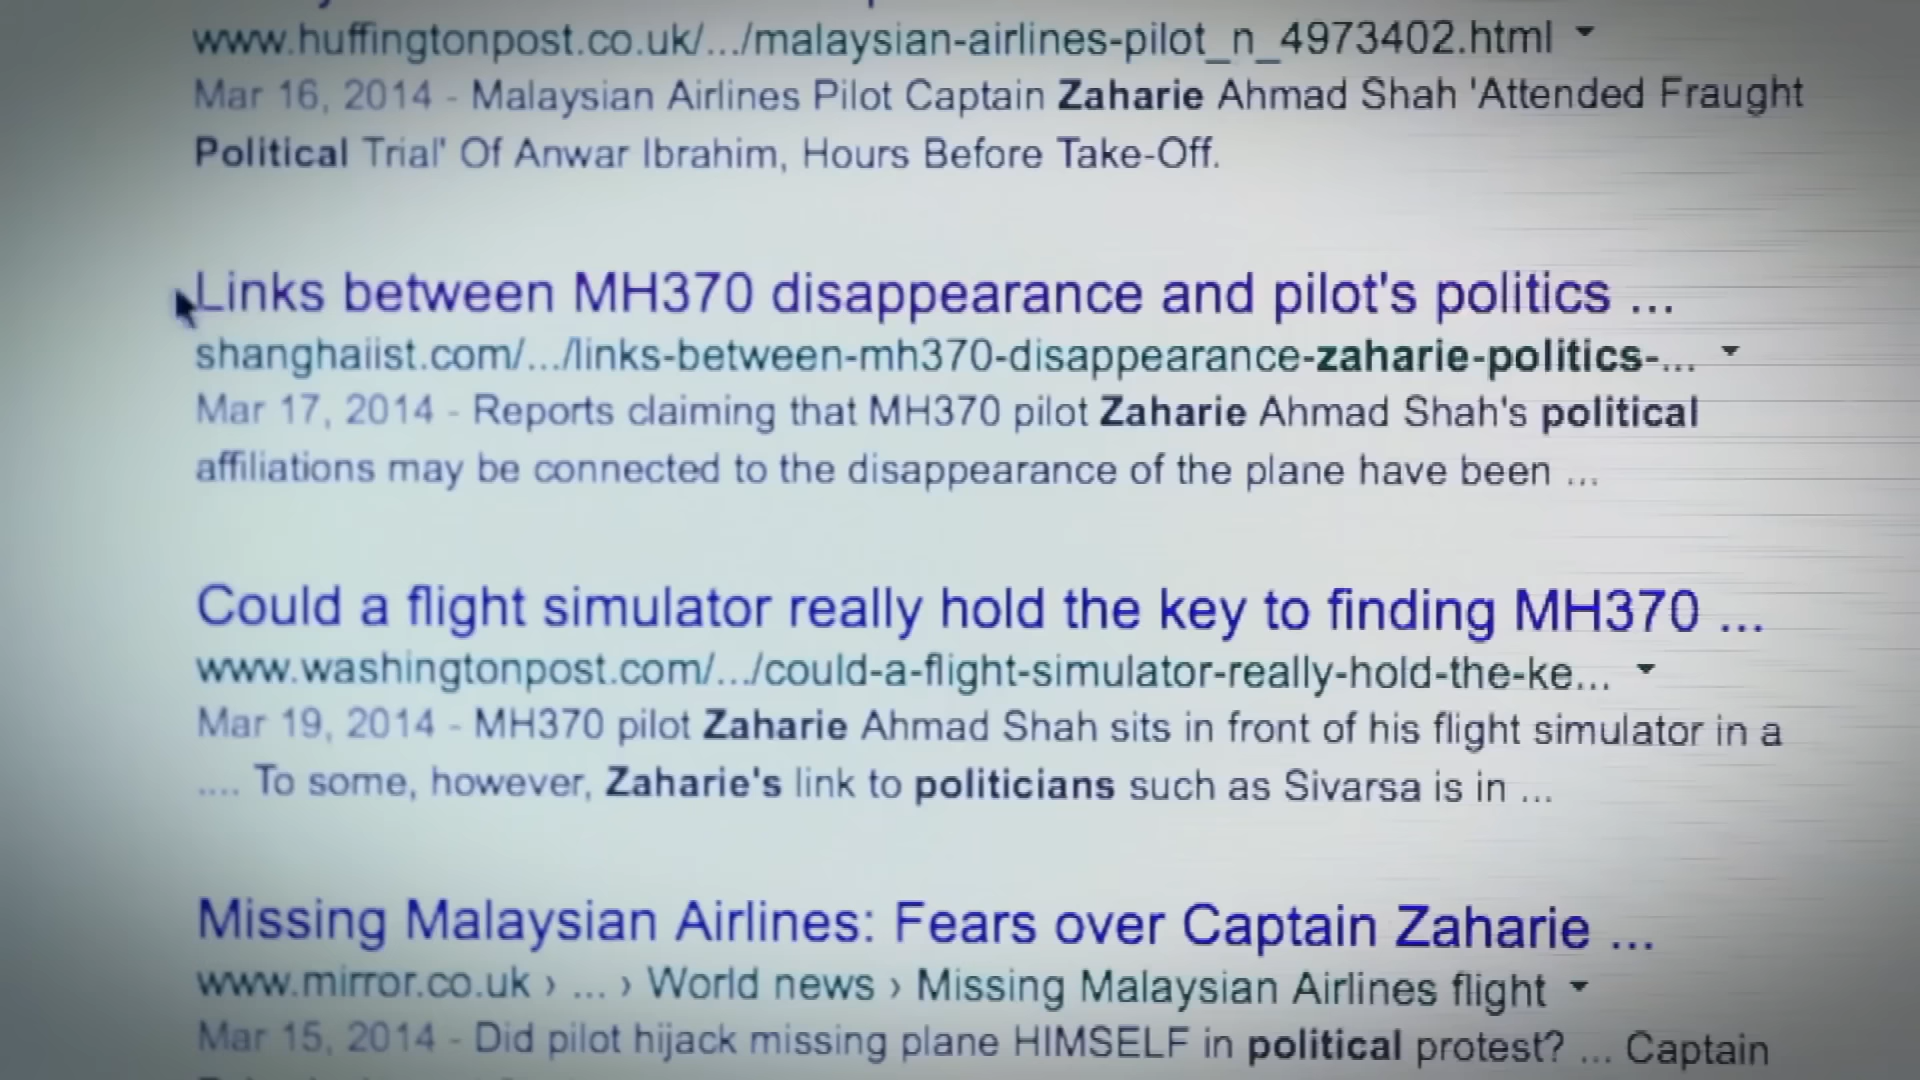 www.huffingtonpost.co.uk/.../malaysian-airlines-pilot_n_4973402.html
Mar 16, 2014 - Malaysian Airlines Pilot Captain Zaharie Ahmad Shah 'Attended Fraught
Political Trial' Of Anwar Ibrahim, Hours Before Take-Off.
Links between MH370 disappearance and pilot's politics ...
shanghaiist.com/.../links-between-mh370-disappearance-zaharie-politics-...
Mar 17, 2014 - Reports claiming that MH370 pilot Zaharie Ahmad Shah's political
affiliations may be connected to the disappearance of the plane have been ...
Could a flight simulator really hold the key to finding MH370 ...
www.washingtonpost.com/.../could-a-flight-simulator-really-hold-the-ke...
Mar 19, 2014 - MH370 pilot Zaharie Ahmad Shah sits in front of his flight simulator in a
.... To some, however, Zaharie's link to politicians such as Sivarsa is in ...
Missing Malaysian Airlines: Fears over Captain Zaharie ...
www.mirror.co.uk › ... › World news › Missing Malaysian Airlines flight
Mar 15, 2014 - Did pilot hijack missing plane HIMSELF in political protest? ... Captain